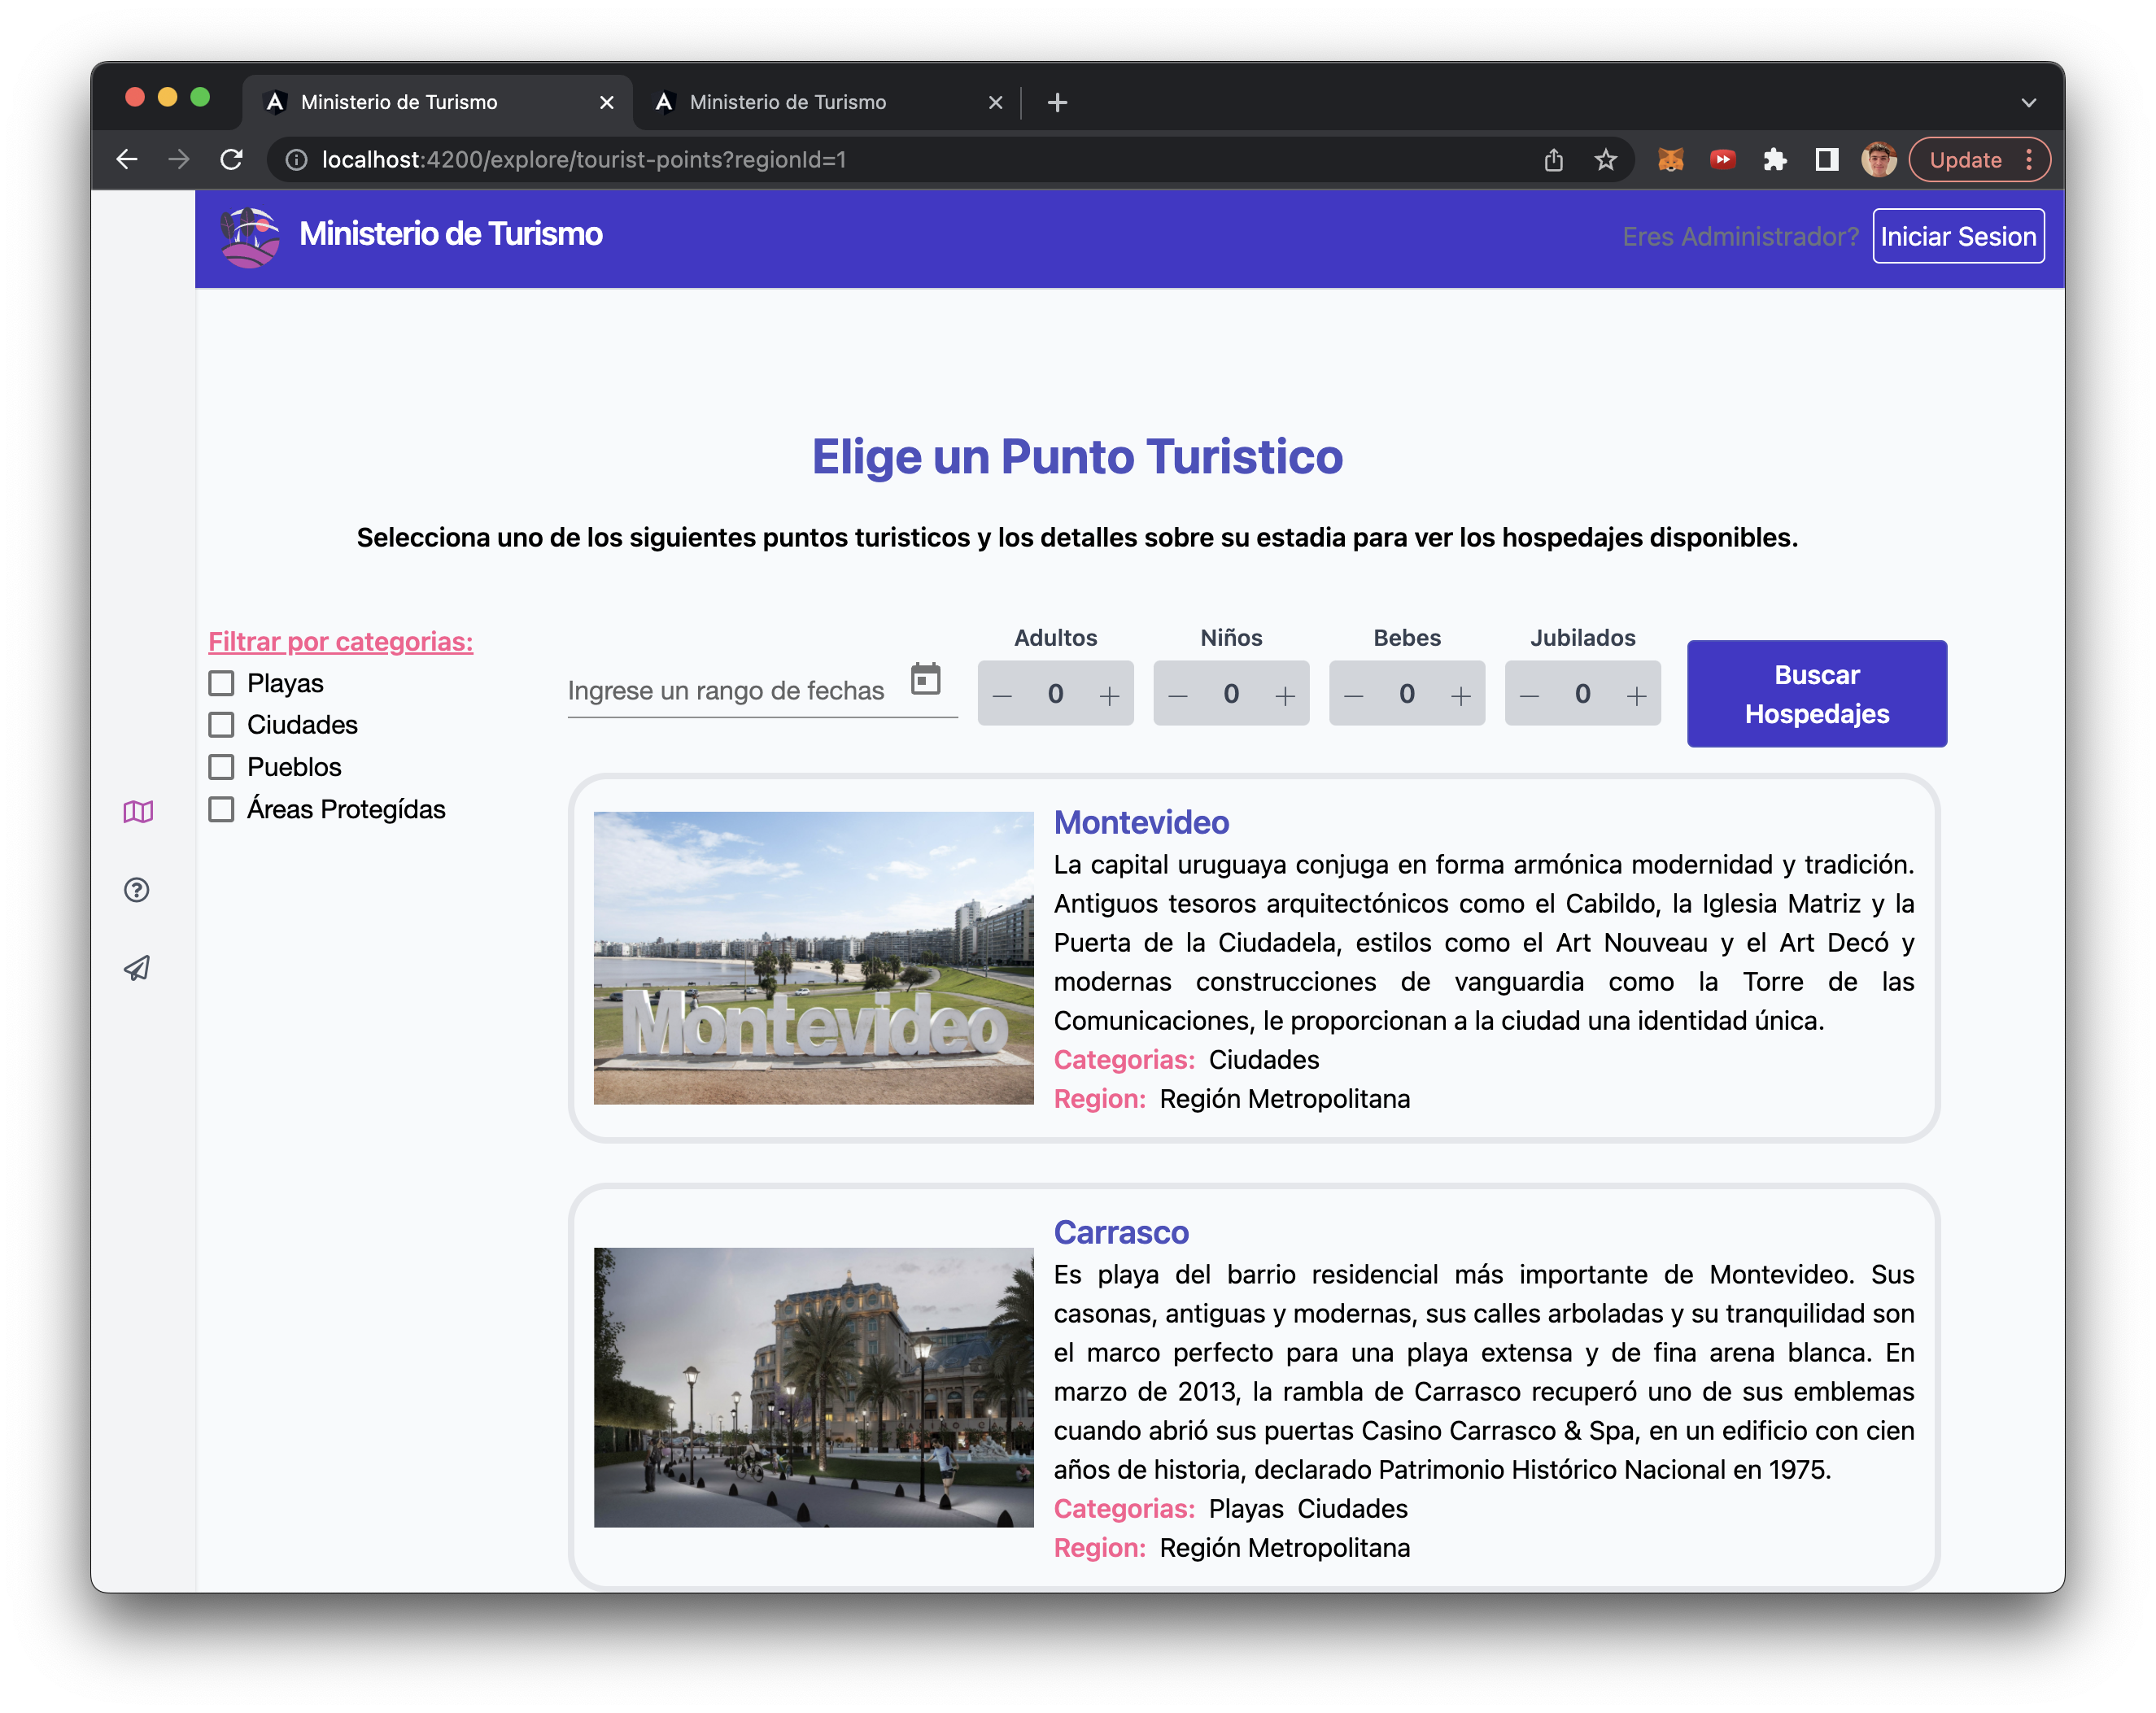 Ministerio de Turismo
Ministerio de Turismo
localhost:4200/explore/tourist-points?regionId=1
Update
Ministerio de Turismo
Eres Administrador?
Iniciar Sesion
Elige un Punto Turistico
Selecciona uno de los siguientes puntos turisticos y los detalles sobre su estadia para ver los hospedajes disponibles.
Filtrar por categorias:
Playas
Ciudades
Pueblos
Áreas Protegídas
Ingrese un rango de fechas
Adultos
0
Niños
0
Bebes
0
Jubilados
0
Buscar
Hospedajes
Montevideo
Montevideo
La capital uruguaya conjuga en forma armónica modernidad y tradición.
Antiguos tesoros arquitectónicos como el Cabildo, la Iglesia Matriz y la
Puerta de la Ciudadela, estilos como el Art Nouveau y el Art Decó y
modernas construcciones de vanguardia como la Torre de las
Comunicaciones, le proporcionan a la ciudad una identidad única.
Categorias: Ciudades
Region: Región Metropolitana
Carrasco
Es playa del barrio residencial más importante de Montevideo. Sus
casonas, antiguas y modernas, sus calles arboladas y su tranquilidad son
el marco perfecto para una playa extensa y de fina arena blanca. En
marzo de 2013, la rambla de Carrasco recuperó uno de sus emblemas
cuando abrió sus puertas Casino Carrasco & Spa, en un edificio con cien
años de historia, declarado Patrimonio Histórico Nacional en 1975.
Categorias: Playas Ciudades
Region: Región Metropolitana